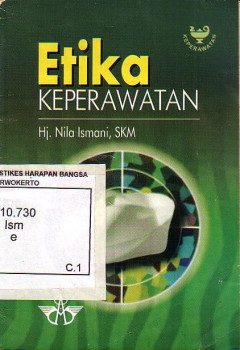 KEPERAWATAN
Etika
KEPERAWATAN
Hj. Nila Ismani, SKM
STIKES HARAPAN BANGSA
RWOKERTO
10.730
Ism
e
C.1